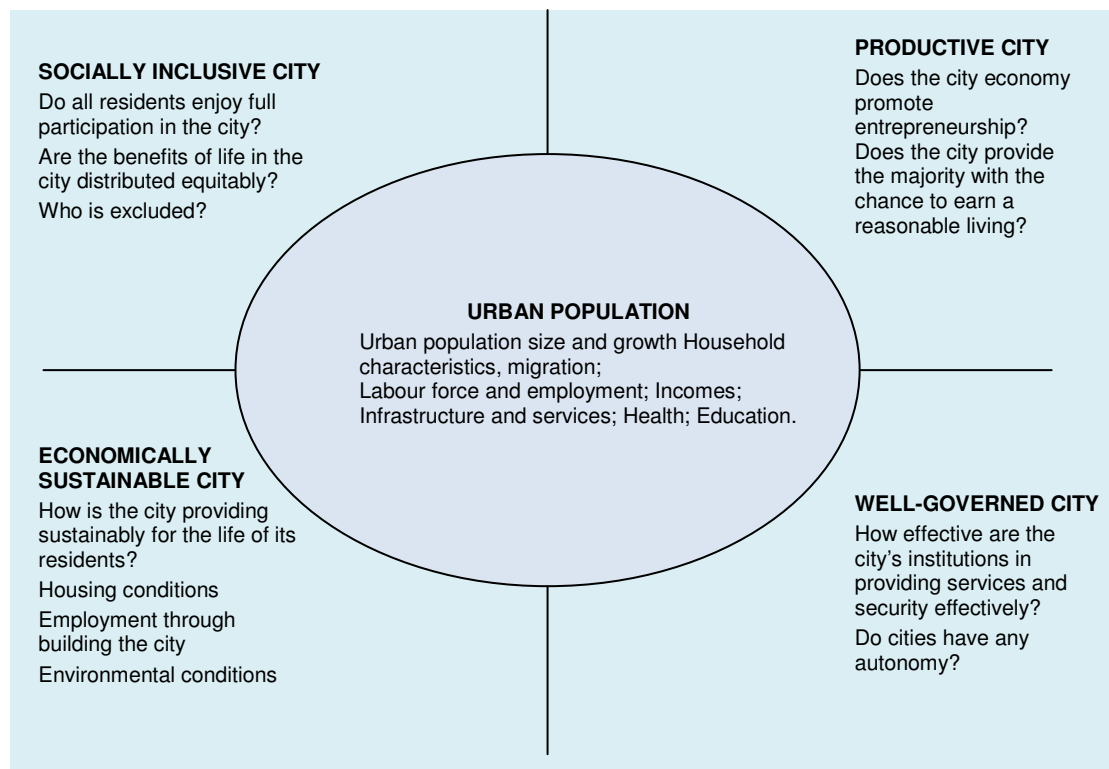 SOCIALLY INCLUSIVE CITY
Do all residents enjoy full
participation in the city?
Are the benefits of life in the
city distributed equitably?
Who is excluded?
PRODUCTIVE CITY
Does the city economy
promote
entrepreneurship?
Does the city provide
the majority with the
chance to earn a
reasonable living?
URBAN POPULATION
Urban population size and growth Household
characteristics, migration;
Labour force and employment; Incomes;
Infrastructure and services; Health; Education.
ECONOMICALLY
SUSTAINABLE CITY
How is the city providing
sustainably for the life of its
residents?
Housing conditions
Employment through
building the city
Environmental conditions
WELL-GOVERNED CITY
How effective are the
city’s institutions in
providing services and
security effectively?
Do cities have any
autonomy?